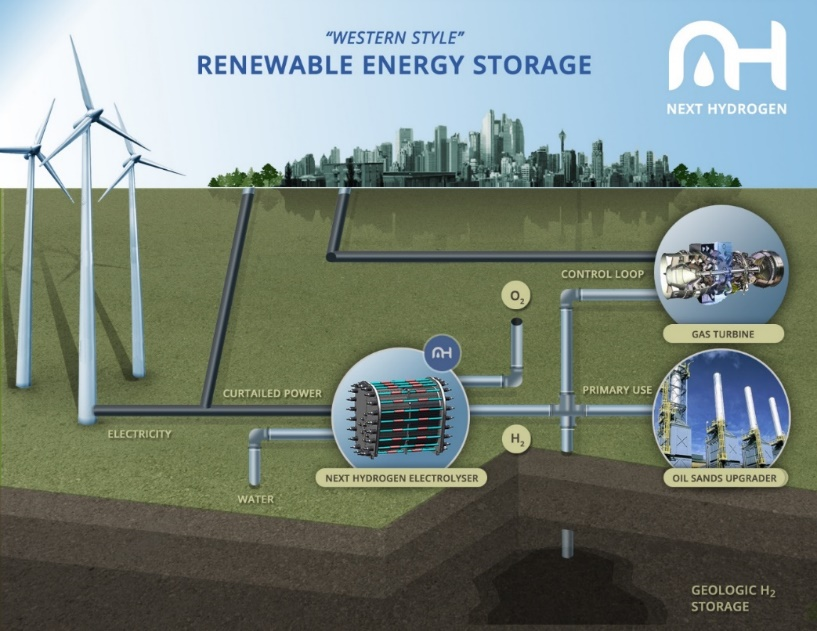 “WESTERN STYLE”
RENEWABLE ENERGY STORAGE
NEXT HYDROGEN
CONTROL LOOP
O₂
GAS TURBINE
CURTAILED POWER
PRIMARY USE
ELECTRICITY
H₂
NEXT HYDROGEN ELECTROLYSER
OIL SANDS UPGRADER
WATER
GEOLOGIC H₂
STORAGE